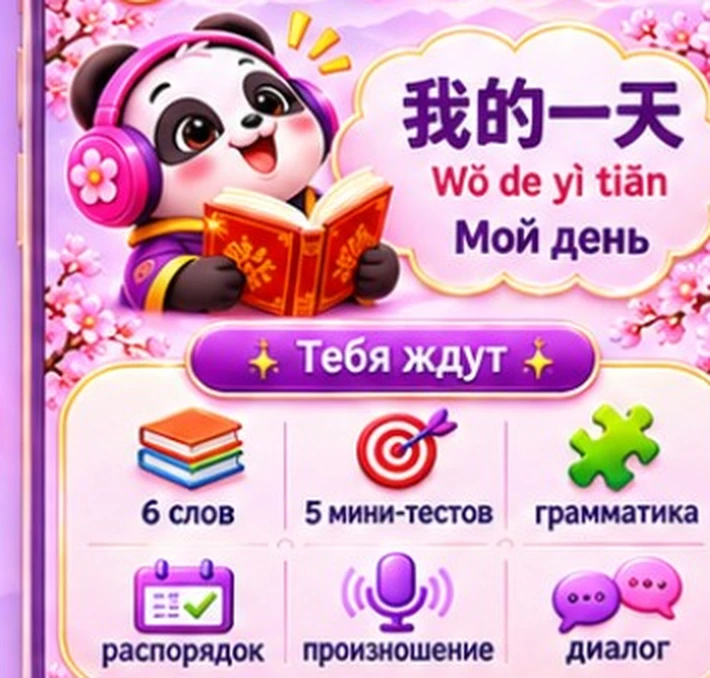 我的一天
Wǒ de yì tiān
Мой день
Тебя ждут
6 слов
5 мини-тестов
грамматика
распорядок
произношение
диалог